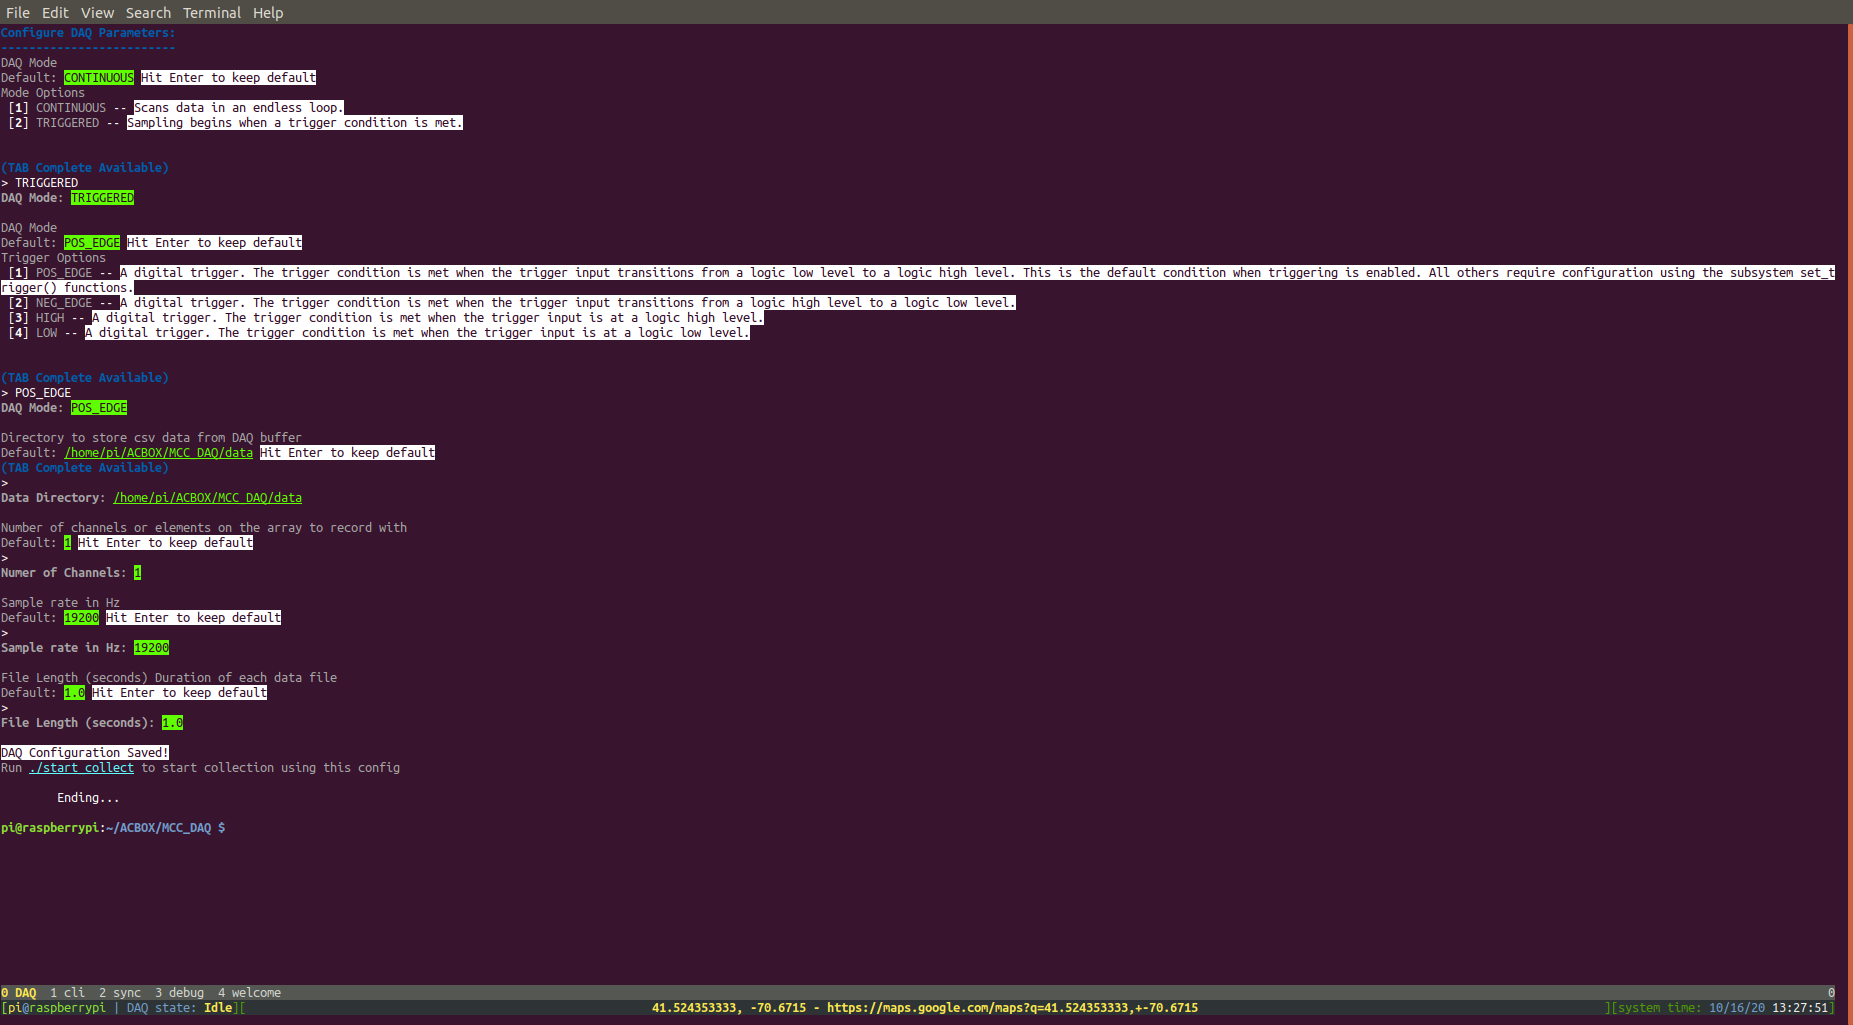 File Edit View Search Terminal Help
Configure DAQ Parameters:
-------------------------
DAQ Mode
Default: CONTINUOUS Hit Enter to keep default
Mode Options
[1] CONTINUOUS -- Scans data in an endless loop.
[2] TRIGGERED -- Sampling begins when a trigger condition is met.
(TAB Complete Available)
> TRIGGERED
DAQ Mode: TRIGGERED
DAQ Mode
Default: POS_EDGE Hit Enter to keep default
Trigger Options
[1] POS_EDGE -- A digital trigger. The trigger condition is met when the trigger input transitions from a logic low level to a logic high level. This is the default condition when triggering is enabled. All others require configuration using the subsystem set_t
rigger() functions.
[2] NEG_EDGE -- A digital trigger. The trigger condition is met when the trigger input transitions from a logic high level to a logic low level.
[3] HIGH -- A digital trigger. The trigger condition is met when the trigger input is at a logic high level.
[4] LOW -- A digital trigger. The trigger condition is met when the trigger input is at a logic low level.
(TAB Complete Available)
> POS_EDGE
DAQ Mode: POS_EDGE
Directory to store csv data from DAQ buffer
Default: /home/pi/ACBOX/MCC_DAQ/data Hit Enter to keep default
(TAB Complete Available)
>
Data Directory: /home/pi/ACBOX/MCC_DAQ/data
Number of channels or elements on the array to record with
Default: 1 Hit Enter to keep default
>
Numer of Channels: 1
Sample rate in Hz
Default: 19200 Hit Enter to keep default
>
Sample rate in Hz: 19200
File Length (seconds) Duration of each data file
Default: 1.0 Hit Enter to keep default
>
File Length (seconds): 1.0
DAQ Configuration Saved!
Run ./start_collect to start collection using this config
Ending...
pi@raspberrypi:~/ACBOX/MCC_DAQ $
0 DAQ 1 cli 2 sync 3 debug 4 welcome 0
[pi@raspberrypi | DAQ state: Idle][ 41.524353333, -70.6715 - https://maps.google.com/maps?q=41.524353333,+-70.6715 ][system time: 10/16/20 13:27:51]